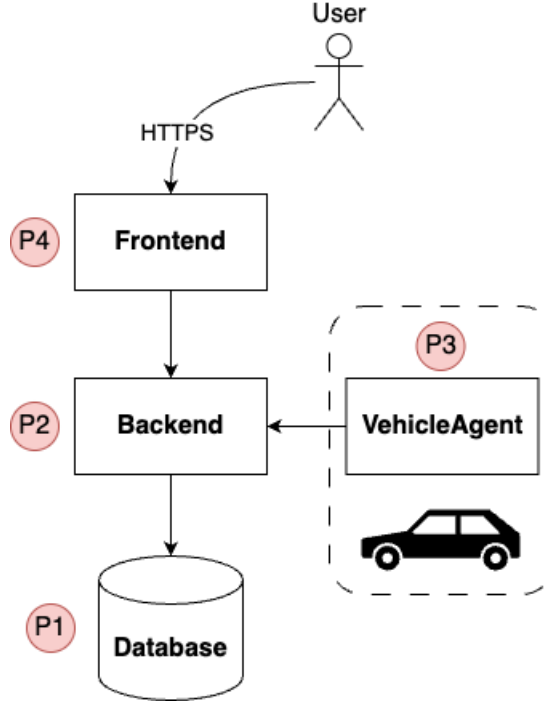 User
HTTPS
P4
Frontend
P3
P2
Backend
VehicleAgent
P1
Database